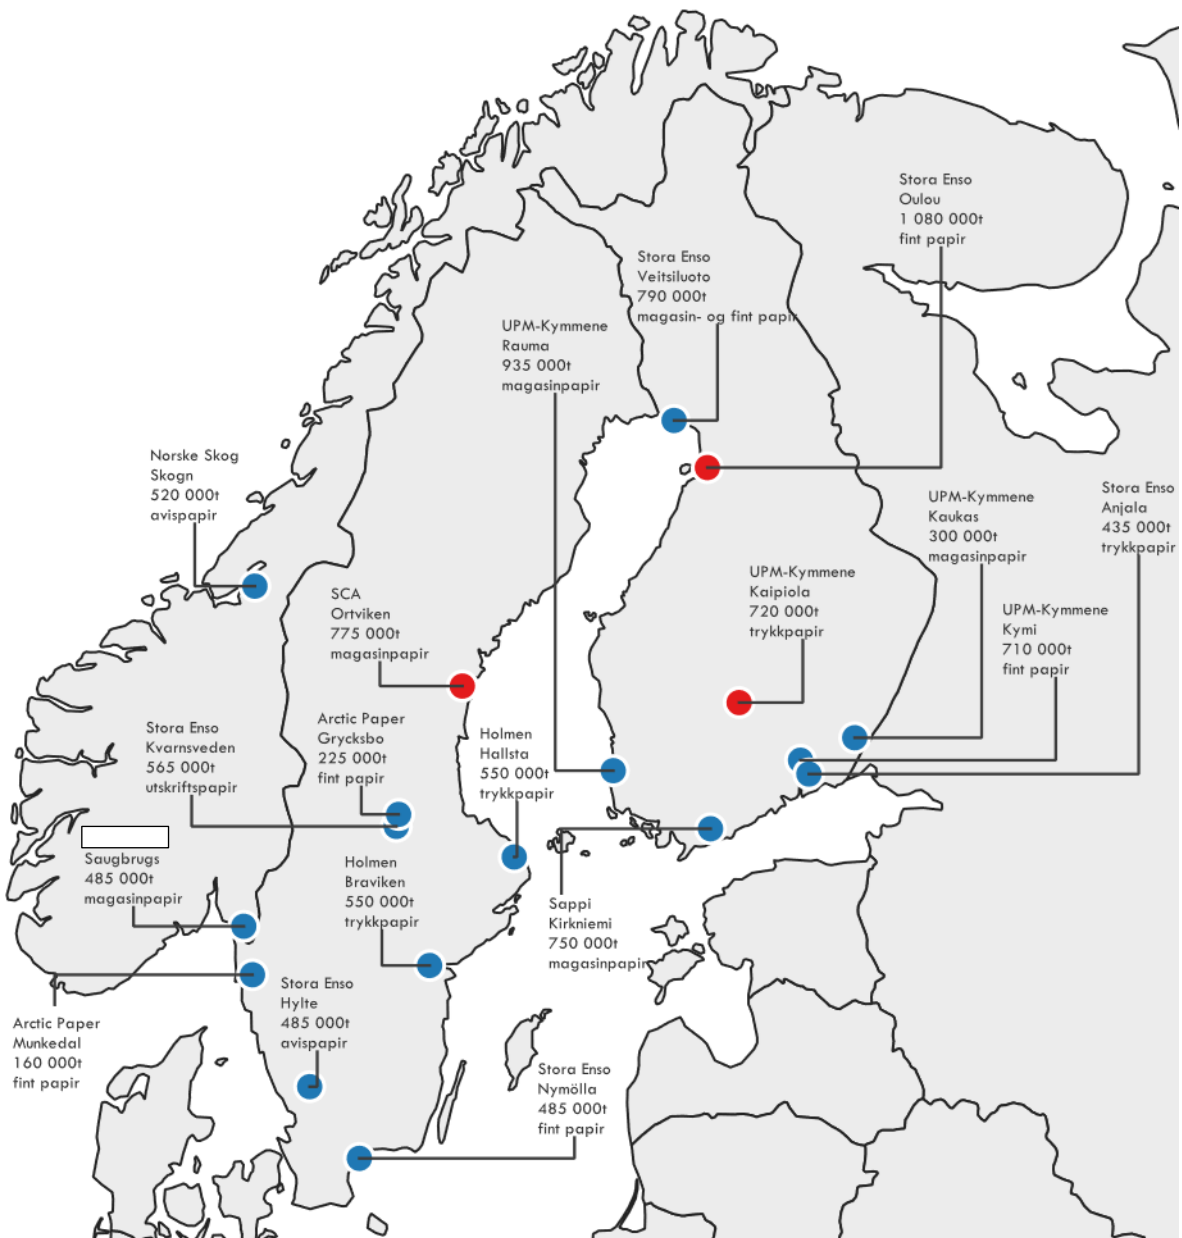 Stora Enso
Oulou
1 080 000t
fint papir
Stora Enso
Veitsiluoto
790 000t
magasin- og fint papir
UPM-Kymmene
Rauma
935 000t
magasinpapir
Norske Skog
Skogn
520 000t
avispapir
UPM-Kymmene
Kaukas
300 000t
magasinpapir
Stora Enso
Anjala
435 000t
trykkpapir
SCA
Ortviken
775 000t
magasinpapir
UPM-Kymmene
Kaipiola
720 000t
trykkpapir
UPM-Kymmene
Kymi
710 000t
fint papir
Stora Enso
Kvarnsveden
565 000t
utskriftspapir
Arctic Paper
Grycksbo
225 000t
fint papir
Holmen
Hallsta
550 000t
trykkpapir
Saugbrugs
485 000t
magasinpapir
Holmen
Braviken
550 000t
trykkpapir
Sappi
Kirkniemi
750 000t
magasinpapir
Arctic Paper
Munkedal
160 000t
fint papir
Stora Enso
Hylte
485 000t
avispapir
Stora Enso
Nymölla
485 000t
fint papir